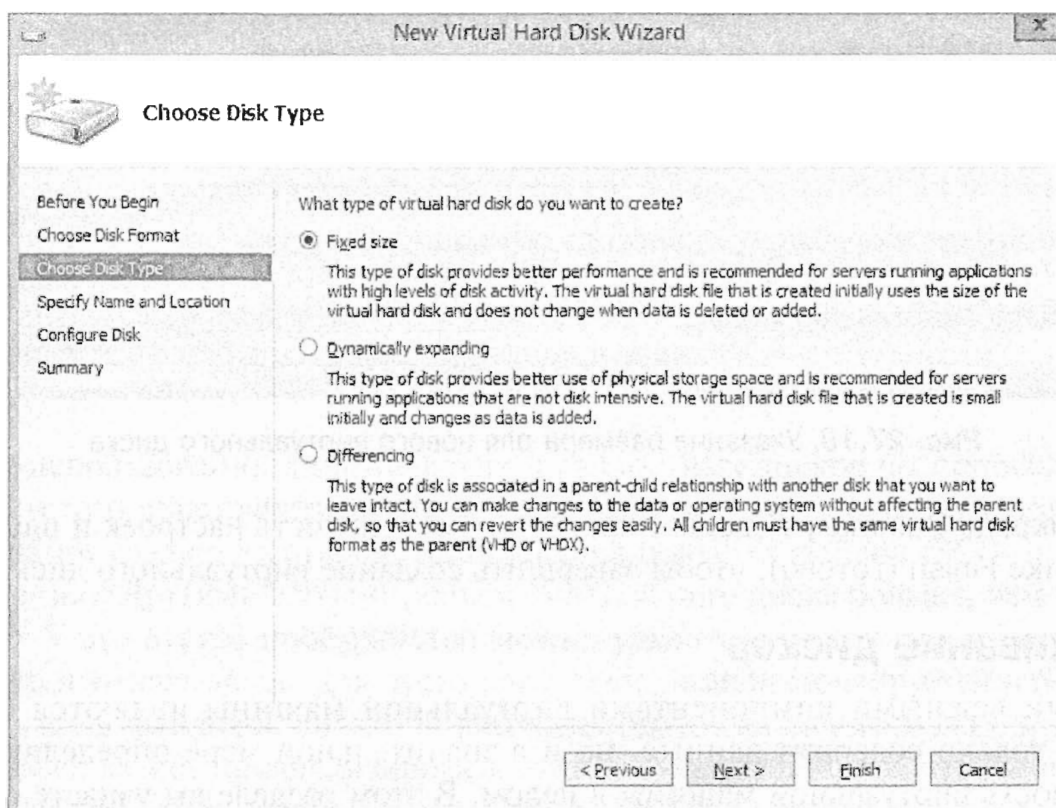 New Virtual Hard Disk Wizard
Choose Disk Type
Before You Begin
Choose Disk Format
Choose Disk Type
Specify Name and Location
Configure Disk
Summary
What type of virtual hard disk do you want to create?
Fixed size
This type of disk provides better performance and is recommended for servers running applications
with high levels of disk activity. The virtual hard disk file that is created initially uses the size of the
virtual hard disk and does not change when data is deleted or added.
Dynamically expanding
This type of disk provides better use of physical storage space and is recommended for servers
running applications that are not disk intensive. The virtual hard disk file that is created is small
initially and changes as data is added.
Differencing
This type of disk is associated in a parent-child relationship with another disk that you want to
leave intact. You can make changes to the data or operating system without affecting the parent
disk, so that you can revert the changes easily. All children must have the same virtual hard disk
format as the parent (VHD or VHDX).
< Previous
Next >
Finish
Cancel